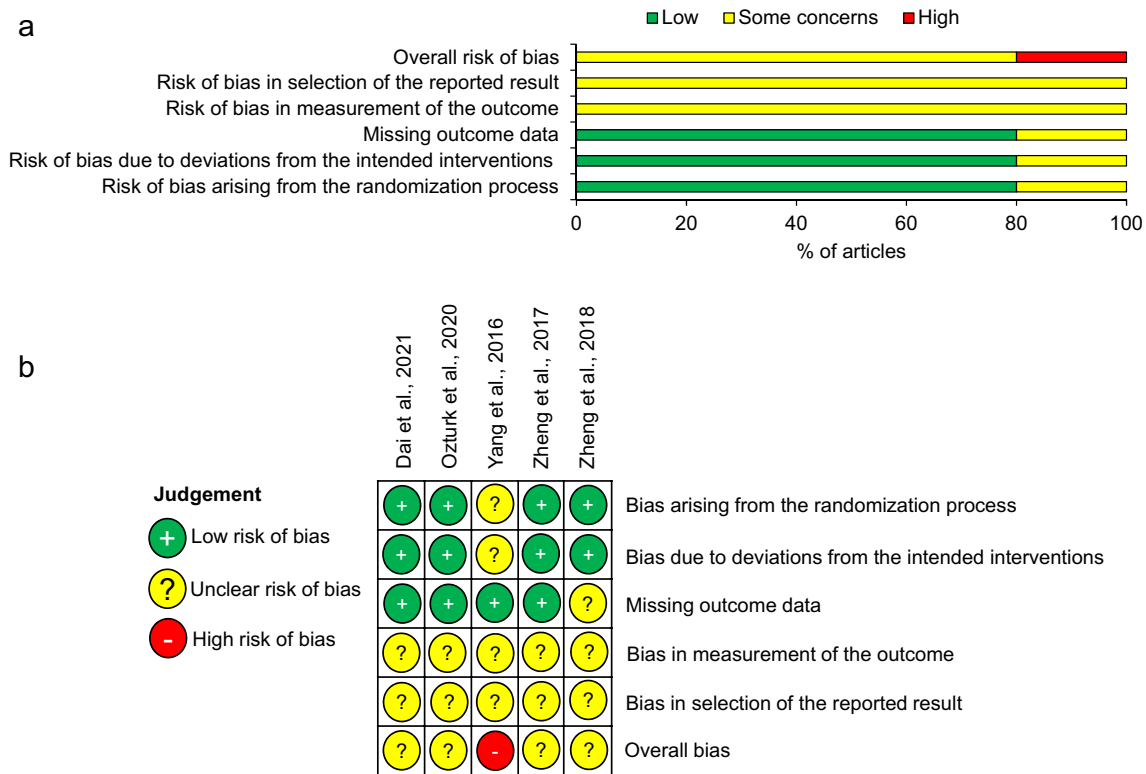 a
Low Some concerns High
Overall risk of bias
Risk of bias in selection of the reported result
Risk of bias in measurement of the outcome
Missing outcome data
Risk of bias due to deviations from the intended interventions
Risk of bias arising from the randomization process
0 20 40 60 80 100
% of articles
b
Dai et al., 2021
Ozturk et al., 2020
Yang et al., 2016
Zheng et al., 2017
Zheng et al., 2018
Judgement
+ Low risk of bias
? Unclear risk of bias
- High risk of bias
+ + ? + + Bias arising from the randomization process
+ + ? + + Bias due to deviations from the intended interventions
+ + + + ? Missing outcome data
? ? ? ? ? Bias in measurement of the outcome
? ? ? ? ? Bias in selection of the reported result
? ? - ? ? Overall bias